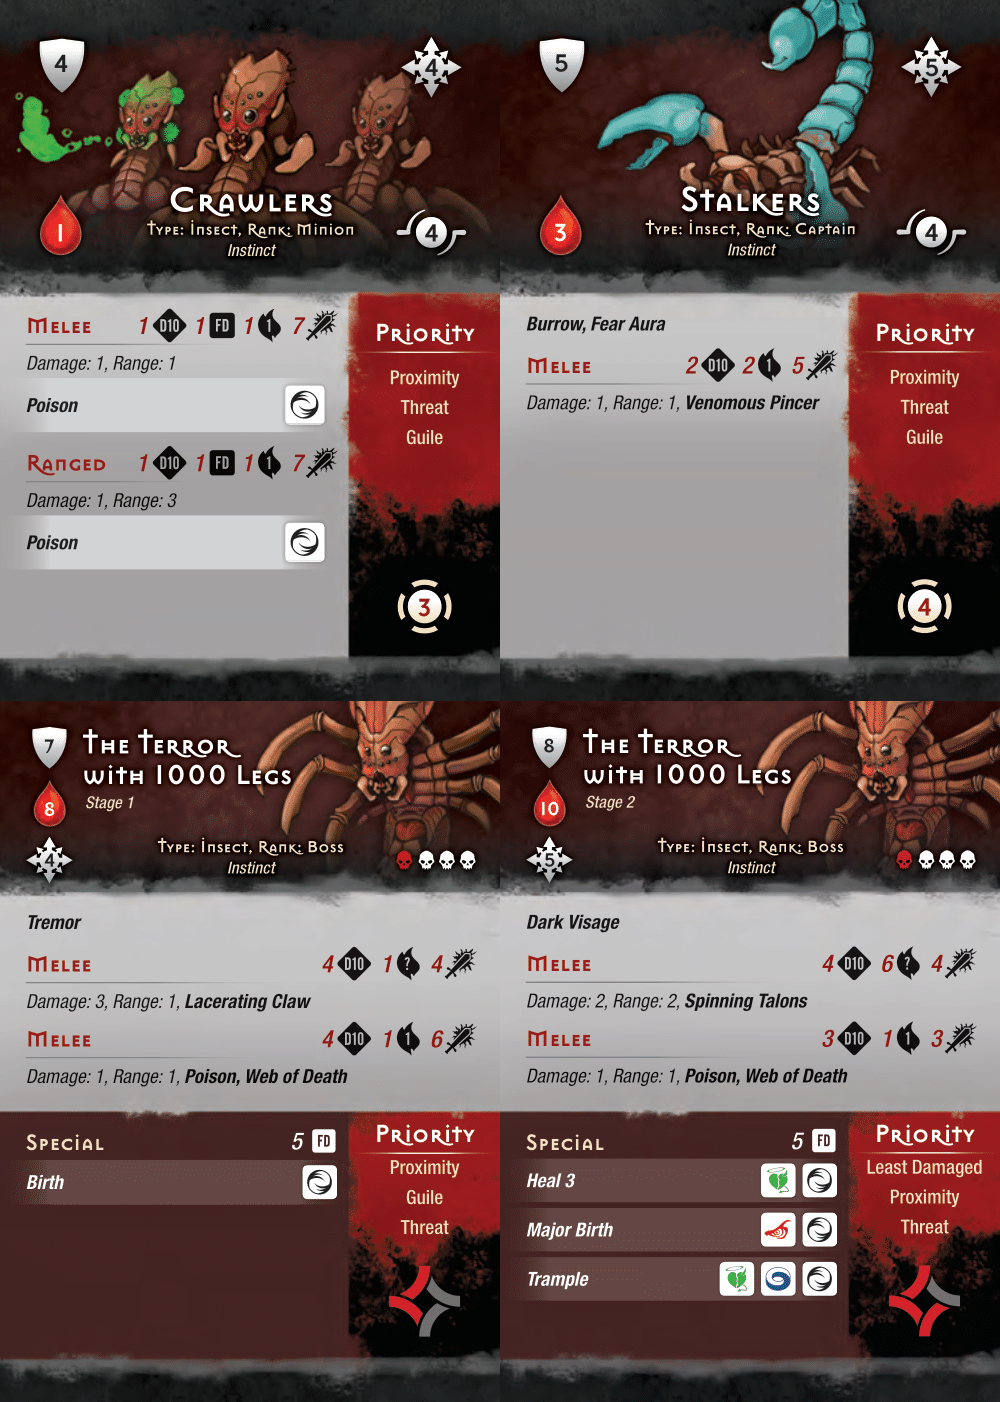 4
4
Crawlers
Type: Insect, Rank: Minion
Instinct
1
4
Melee 1 D10 1 FD 1 1 7
Damage: 1, Range: 1
Poison
Ranged 1 D10 1 FD 1 1 7
Damage: 1, Range: 3
Poison
Priority
Proximity
Threat
Guile
3
5
5
Stalkers
Type: Insect, Rank: Captain
Instinct
3
4
Burrow, Fear Aura
Melee 2 D10 2 1 5
Damage: 1, Range: 1, Venomous Pincer
Priority
Proximity
Threat
Guile
4
7
The Terror
with 1000 Legs
8
Stage 1
4
Type: Insect, Rank: Boss
Instinct
Tremor
Melee 4 D10 1 ? 4
Damage: 3, Range: 1, Lacerating Claw
Melee 4 D10 1 1 6
Damage: 1, Range: 1, Poison, Web of Death
Special 5 FD
Birth
Priority
Proximity
Guile
Threat
8
The Terror
with 1000 Legs
10
Stage 2
5
Type: Insect, Rank: Boss
Instinct
Dark Visage
Melee 4 D10 6 ? 4
Damage: 2, Range: 2, Spinning Talons
Melee 3 D10 1 1 3
Damage: 1, Range: 1, Poison, Web of Death
Special 5 FD
Heal 3
Major Birth
Trample
Priority
Least Damaged
Proximity
Threat